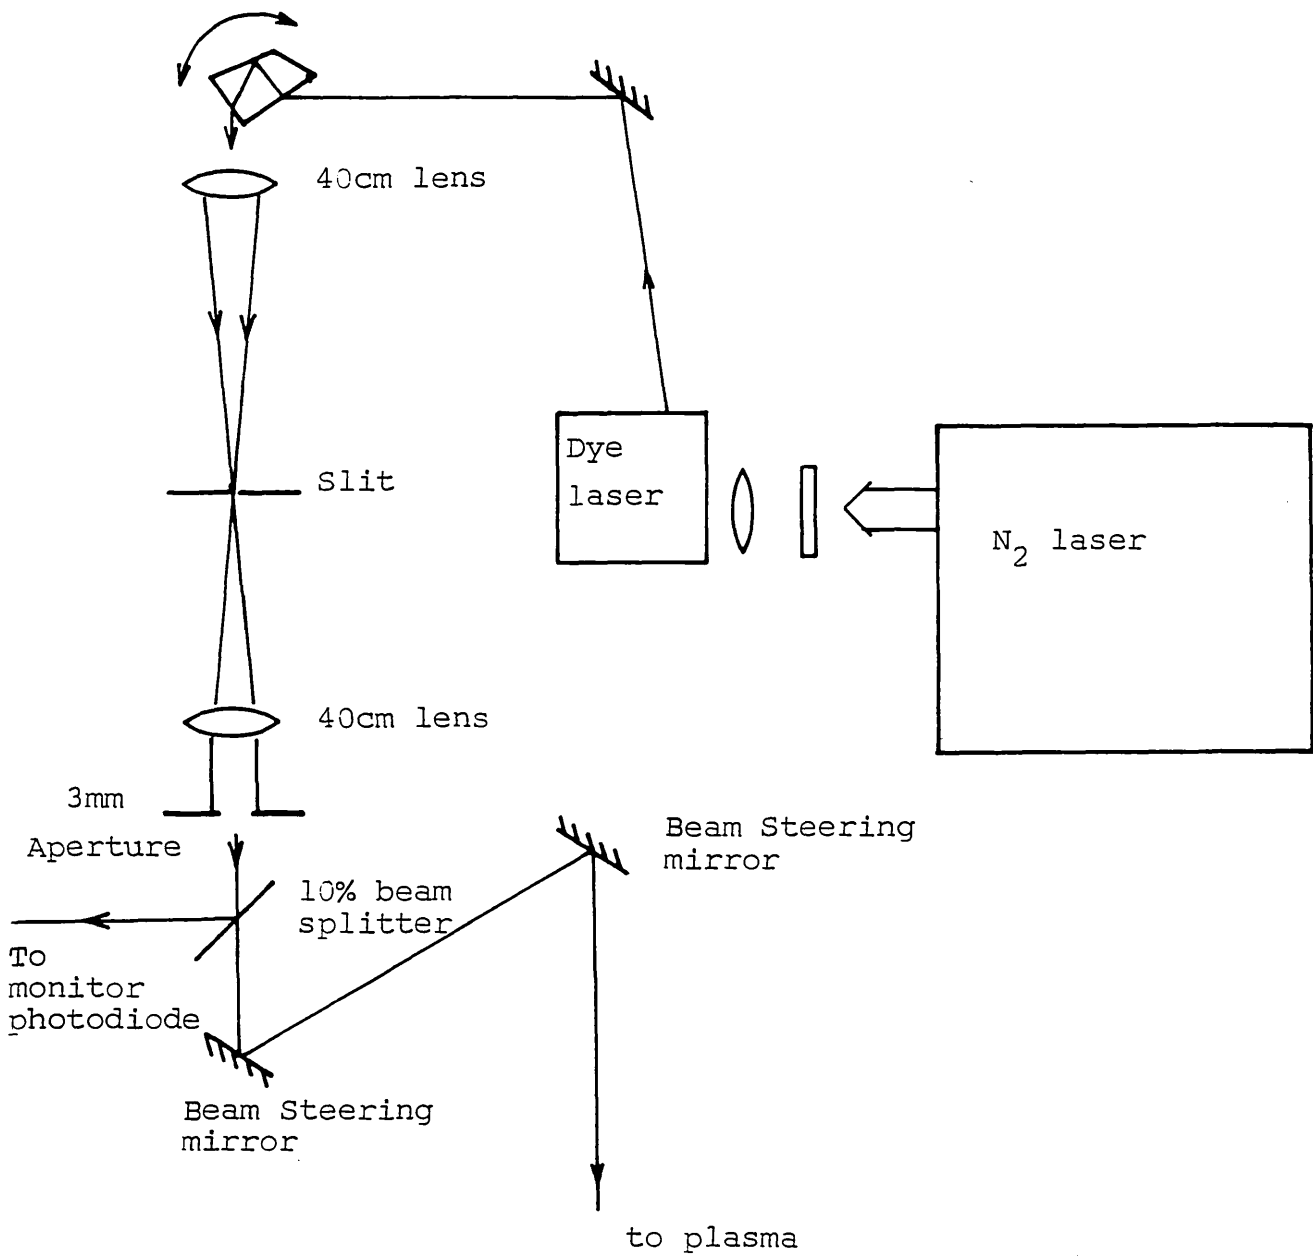 40cm lens
Slit
Dye
laser
N2 laser
40cm lens
3mm
Aperture
10% beam
splitter
Beam Steering
mirror
To
monitor
photodiode
Beam Steering
mirror
to plasma